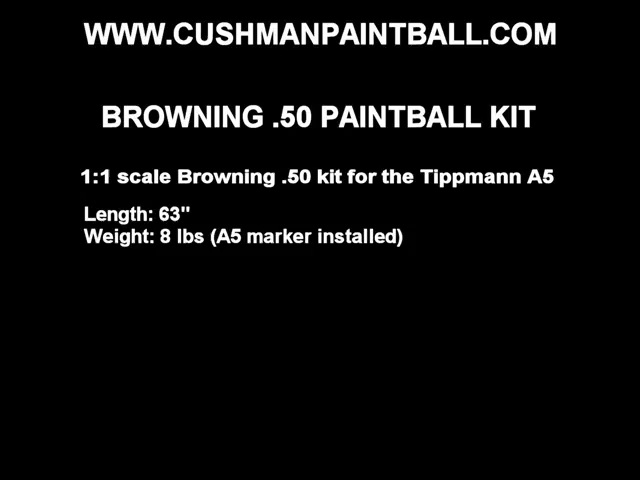 WWW.CUSHMANPAINTBALL.COM
BROWNING .50 PAINTBALL KIT
1:1 scale Browning .50 kit for the Tippmann A5
Length: 63"
Weight: 8 lbs (A5 marker installed)